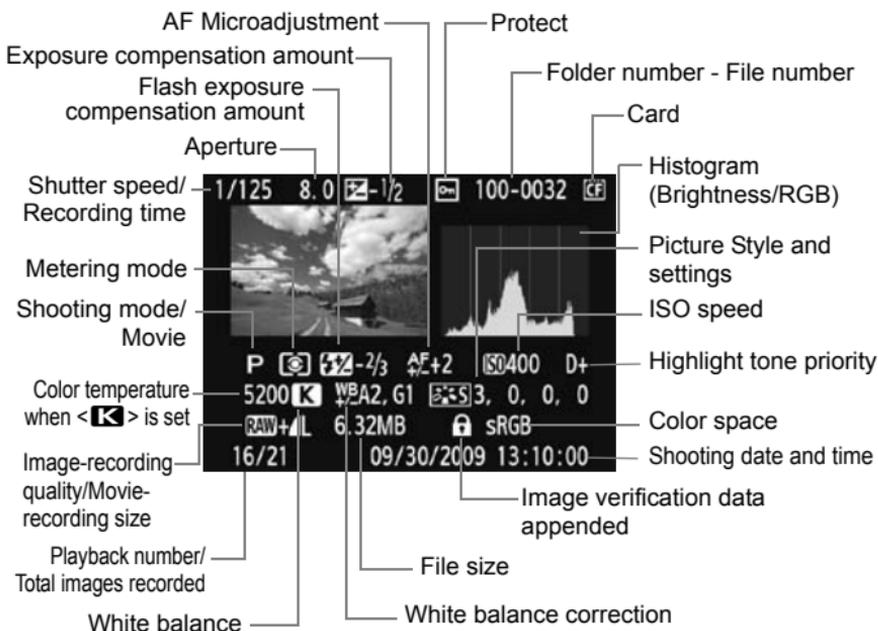 AF Microadjustment
Protect
Exposure compensation amount
Folder number - File number
Flash exposure
compensation amount
Card
Aperture
Histogram
(Brightness/RGB)
Shutter speed/
Recording time
1/125 8.0 -1/2 100-0032 CF
Picture Style and
settings
Metering mode
Shooting mode/
Movie
ISO speed
P -2/3 AF+2 ISO400 D+
Highlight tone priority
Color temperature
when <K> is set
5200 K WB A2, G1 S 3, 0, 0, 0
RAW+L 6.32MB sRGB
Color space
Image-recording
quality/Movie-
recording size
16/21 09/30/2009 13:10:00
Shooting date and time
Image verification data
appended
Playback number/
Total images recorded
File size
White balance
White balance correction